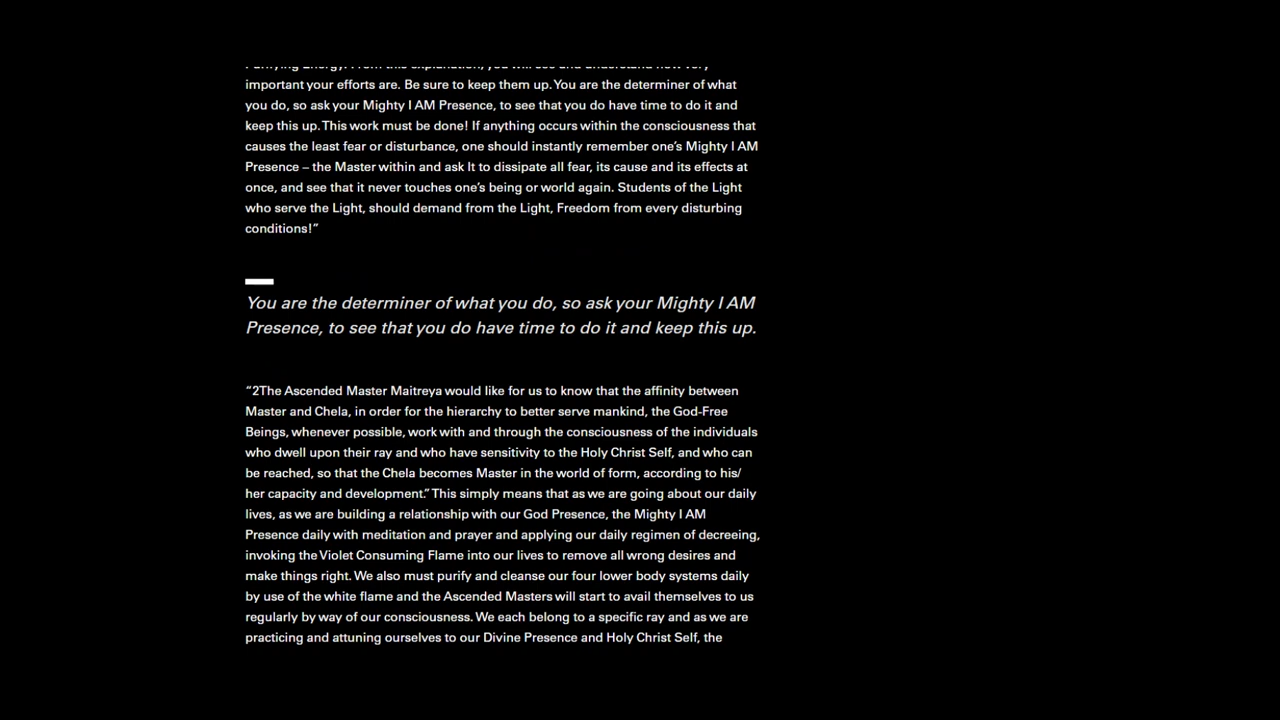 important your efforts are. Be sure to keep them up. You are the determiner of what
you do, so ask your Mighty I AM Presence, to see that you do have time to do it and
keep this up. This work must be done! If anything occurs within the consciousness that
causes the least fear or disturbance, one should instantly remember one's Mighty I AM
Presence – the Master within and ask It to dissipate all fear, its cause and its effects at
once, and see that it never touches one's being or world again. Students of the Light
who serve the Light, should demand from the Light, Freedom from every disturbing
conditions!”
You are the determiner of what you do, so ask your Mighty I AM
Presence, to see that you do have time to do it and keep this up.
“2The Ascended Master Maitreya would like for us to know that the affinity between
Master and Chela, in order for the hierarchy to better serve mankind, the God-Free
Beings, whenever possible, work with and through the consciousness of the individuals
who dwell upon their ray and who have sensitivity to the Holy Christ Self, and who can
be reached, so that the Chela becomes Master in the world of form, according to his/
her capacity and development.” This simply means that as we are going about our daily
lives, as we are building a relationship with our God Presence, the Mighty I AM
Presence daily with meditation and prayer and applying our daily regimen of decreeing,
invoking the Violet Consuming Flame into our lives to remove all wrong desires and
make things right. We also must purify and cleanse our four lower body systems daily
by use of the white flame and the Ascended Masters will start to avail themselves to us
regularly by way of our consciousness. We each belong to a specific ray and as we are
practicing and attuning ourselves to our Divine Presence and Holy Christ Self, the